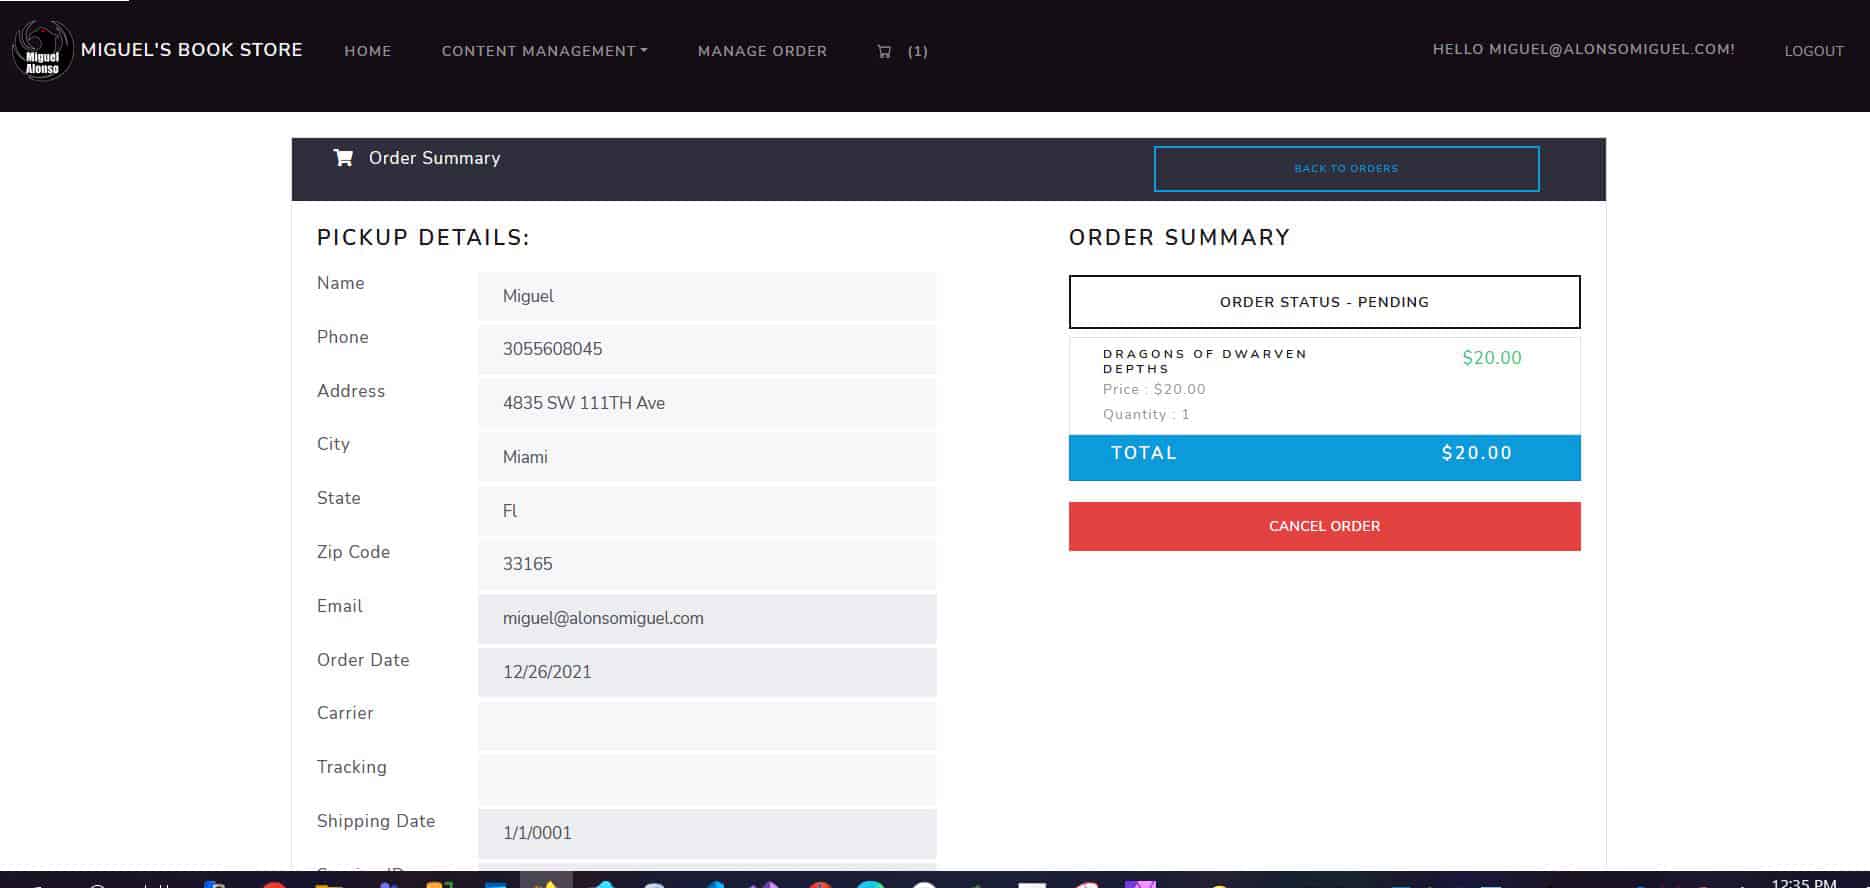 Miguel
Alonso
MIGUEL'S BOOK STORE
HOME
CONTENT MANAGEMENT
MANAGE ORDER
(1)
HELLO MIGUEL@ALONSOMIGUEL.COM!
LOGOUT
Order Summary
BACK TO ORDERS
PICKUP DETAILS:
Name
Miguel
Phone
3055608045
Address
4835 SW 111TH Ave
City
Miami
State
Fl
Zip Code
33165
Email
miguel@alonsomiguel.com
Order Date
12/26/2021
Carrier
Tracking
Shipping Date
1/1/0001
ORDER SUMMARY
ORDER STATUS - PENDING
DRAGONS OF DWARVEN
DEPTHS
$20.00
Price : $20.00
Quantity : 1
TOTAL
$20.00
CANCEL ORDER
12:35 PM